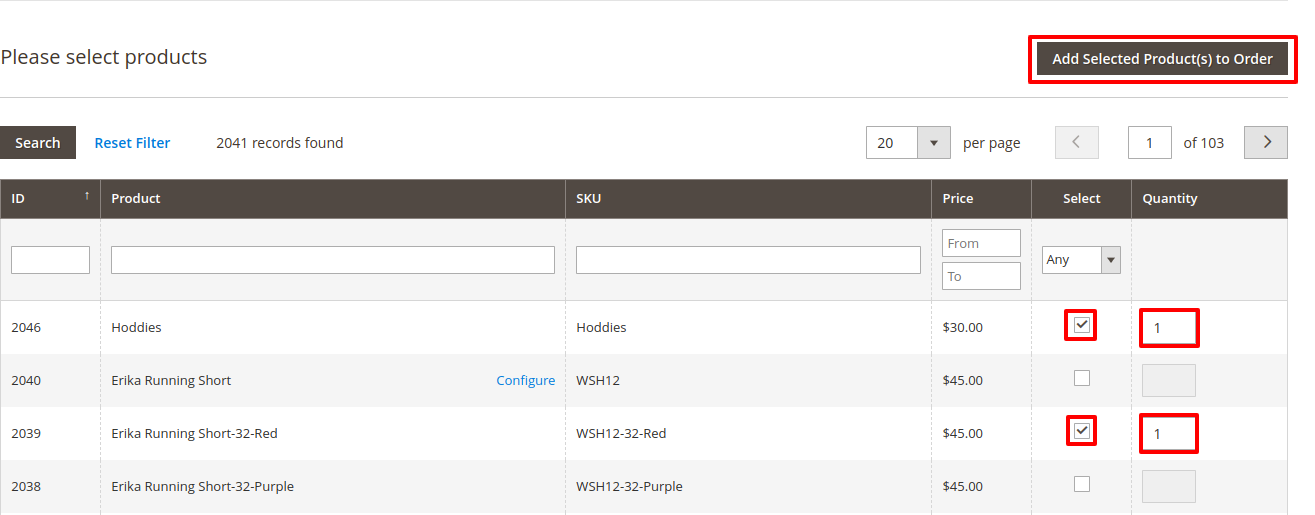 Please select products
Add Selected Product(s) to Order
Search Reset Filter 2041 records found 20 per page 1 of 103
ID ↑ Product SKU Price Select Quantity
From
Any
To
2046 Hoddies Hoddies $30.00 1
2040 Erika Running Short Configure WSH12 $45.00
2039 Erika Running Short-32-Red WSH12-32-Red $45.00 1
2038 Erika Running Short-32-Purple WSH12-32-Purple $45.00